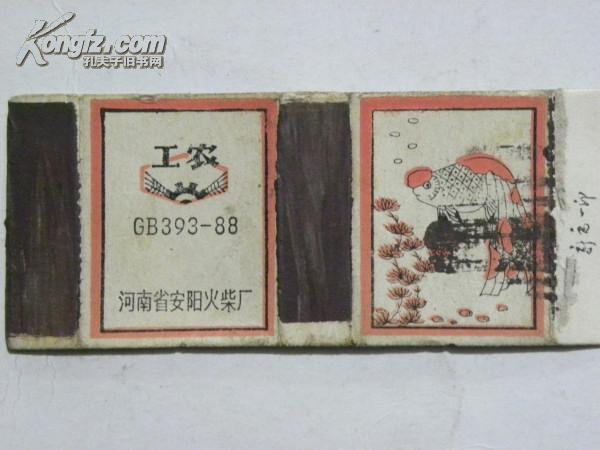 Kongfz.com
孔夫子旧书网
工农
GB393-88
河南省安阳火柴厂